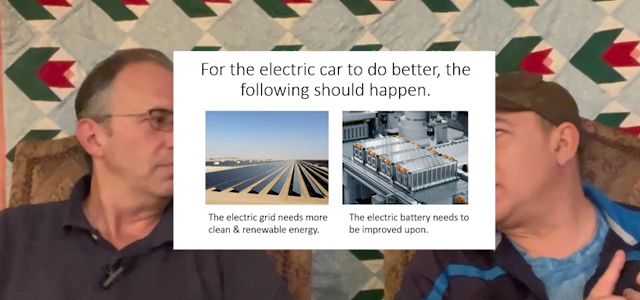 For the electric car to do better, the
following should happen.
The electric grid needs more
clean & renewable energy.
The electric battery needs to
be improved upon.